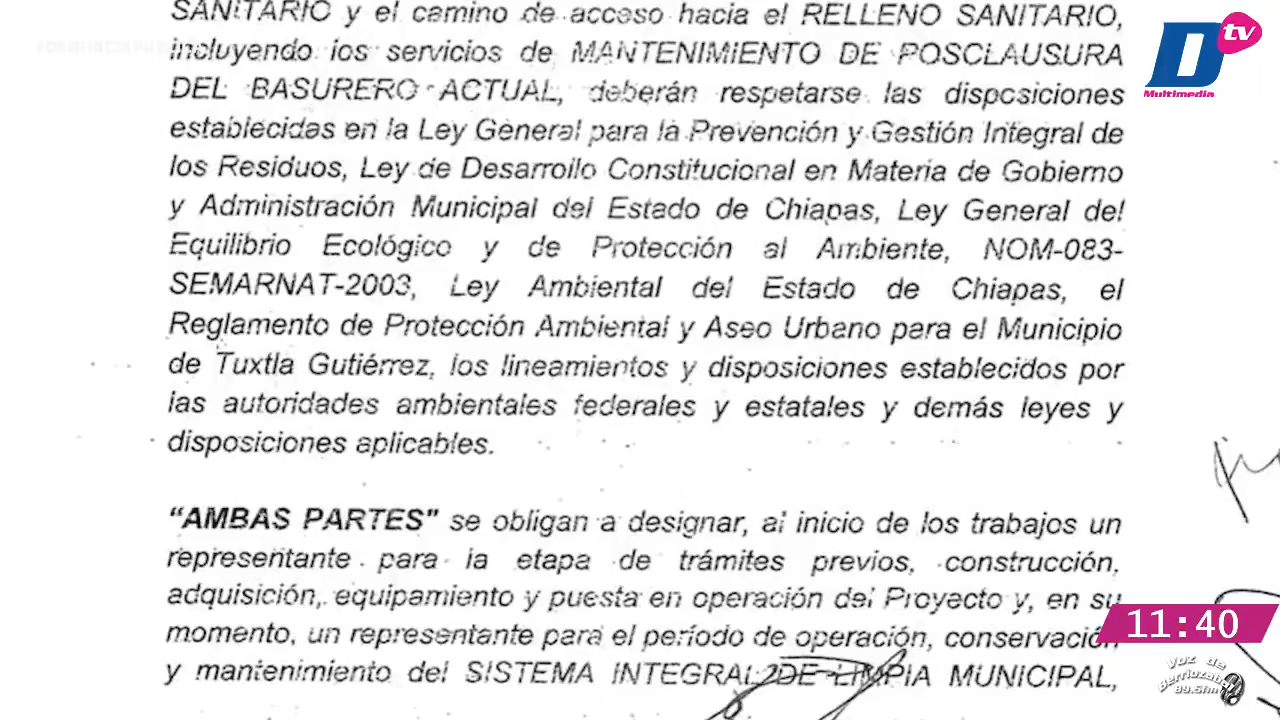 SANITARIO y el camino de acceso hacia el RELLENO SANITARIO,
incluyendo los servicios de MANTENIMIENTO DE POSCLAUSURA
DEL BASURERO ACTUAL, deberán respetarse las disposiciones
establecidas en la Ley General para la Prevención y Gestión Integral de
los Residuos, Ley de Desarrollo Constitucional en Materia de Gobierno
y Administración Municipal del Estado de Chiapas, Ley General del
Equilibrio Ecológico y de Protección al Ambiente, NOM-083-
SEMARNAT-2003, Ley Ambiental del Estado de Chiapas, el
Reglamento de Protección Ambiental y Aseo Urbano para el Municipio
de Tuxtla Gutiérrez, los lineamientos y disposiciones establecidos por
las autoridades ambientales federales y estatales y demás leyes y
disposiciones aplicables.
"AMBAS PARTES" se obligan a designar, al inicio de los trabajos un
representante para la etapa de trámites previos, construcción,
adquisición, equipamiento y puesta en operación del Proyecto y, en su
momento, un representante para el período de operación, conservación
y mantenimiento del SISTEMA INTEGRAL DE LIMPIA MUNICIPAL,
D tv
Multimedia
11:40
Voz de
Berriozabal
89.5fm